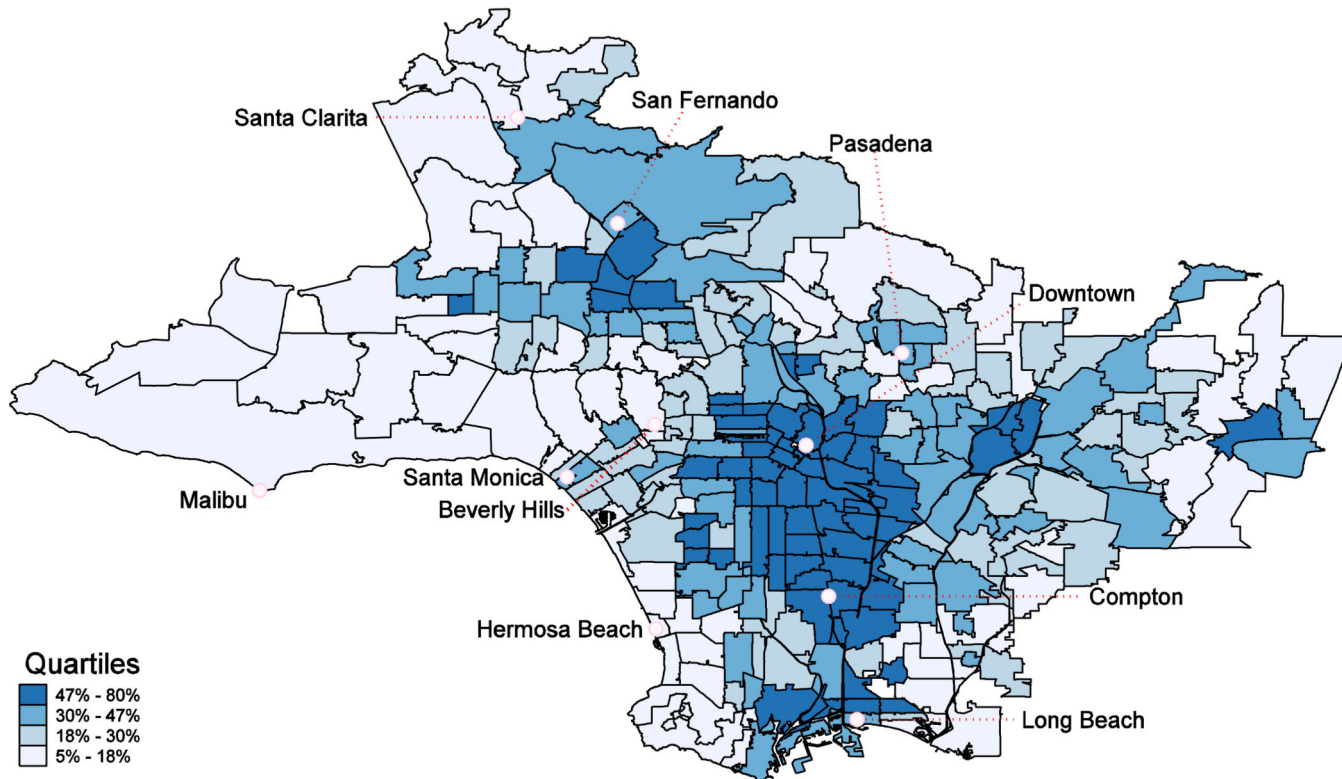 San Fernando
Santa Clarita
Pasadena
Downtown
Santa Monica
Malibu
Beverly Hills
Compton
Hermosa Beach
Long Beach
Quartiles
47% - 80%
30% - 47%
18% - 30%
5% - 18%